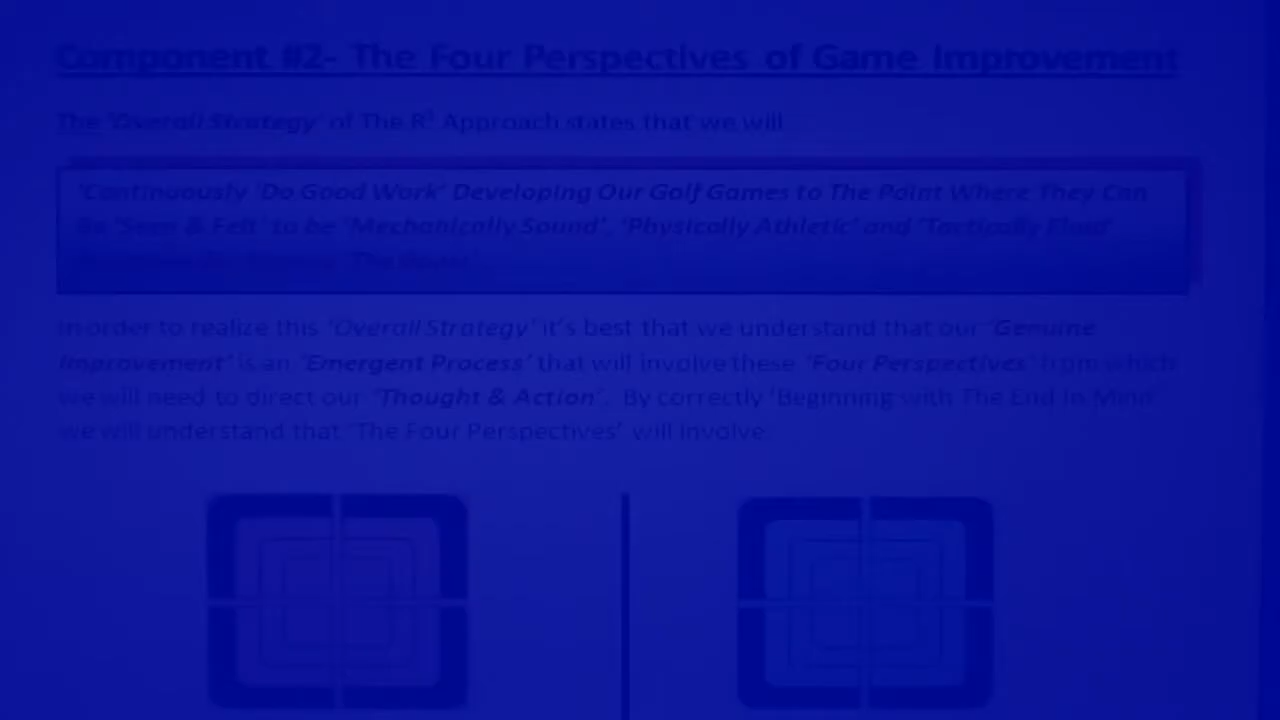 Component #2- The Four Perspectives of Game Improvement
The 'Overall Strategy' of The R³ Approach states that we will
'Continuously 'Do Good Work' Developing Our Golf Games to The Point Where They Can
Be 'Seen & Felt' to be 'Mechanically Sound', 'Physically Athletic' and 'Tactically Fluid'
In order to realize this 'Overall Strategy' it's best that we understand that our 'Genuine
Improvement' is an 'Emergent Process' that will involve these 'Four Perspectives' from which
we will need to direct our 'Thought & Action'. By correctly 'Beginning with The End In Mind'
we will understand that 'The Four Perspectives' will involve: